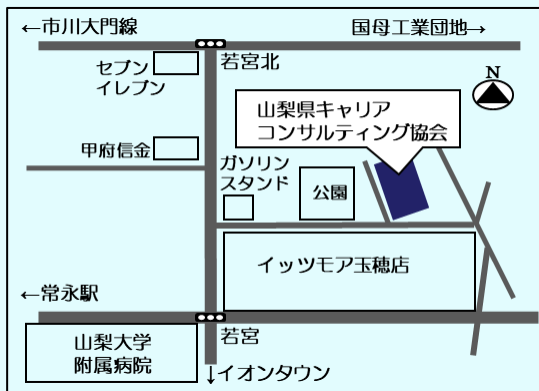 ←市川大門線
国母工業団地→
セブン
イレブン
若宮北
N
山梨県キャリア
コンサルティング協会
甲府信金
ガソリン
スタンド
公園
イッツモア玉穂店
←常永駅
山梨大学
附属病院
若宮
↓イオンタウン